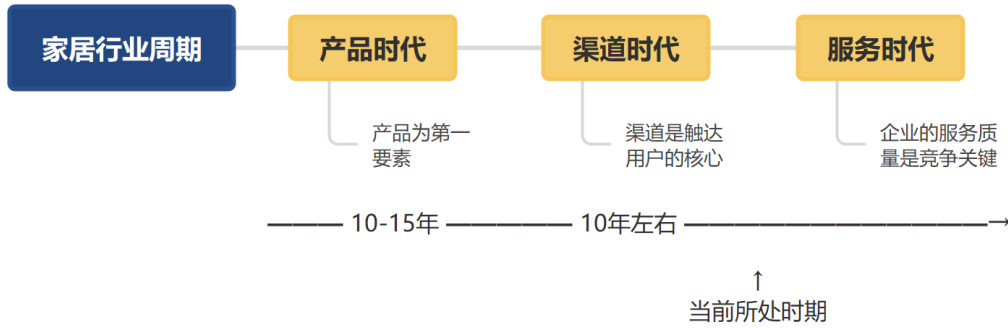 家居行业周期
产品时代
渠道时代
服务时代
产品为第一
要素
渠道是触达
用户的核心
企业的服务质
量是竞争关键
——— 10-15年 ————— 10年左右 ————————————→
↑
当前所处时期